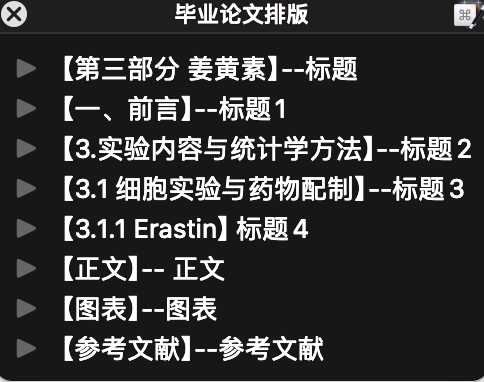 毕业论文排版
【第三部分 姜黄素】--标题
【一、前言】--标题1
【3.实验内容与统计学方法】--标题2
【3.1 细胞实验与药物配制】--标题3
【3.1.1 Erastin】 标题4
【正文】-- 正文
【图表】--图表
【参考文献】--参考文献